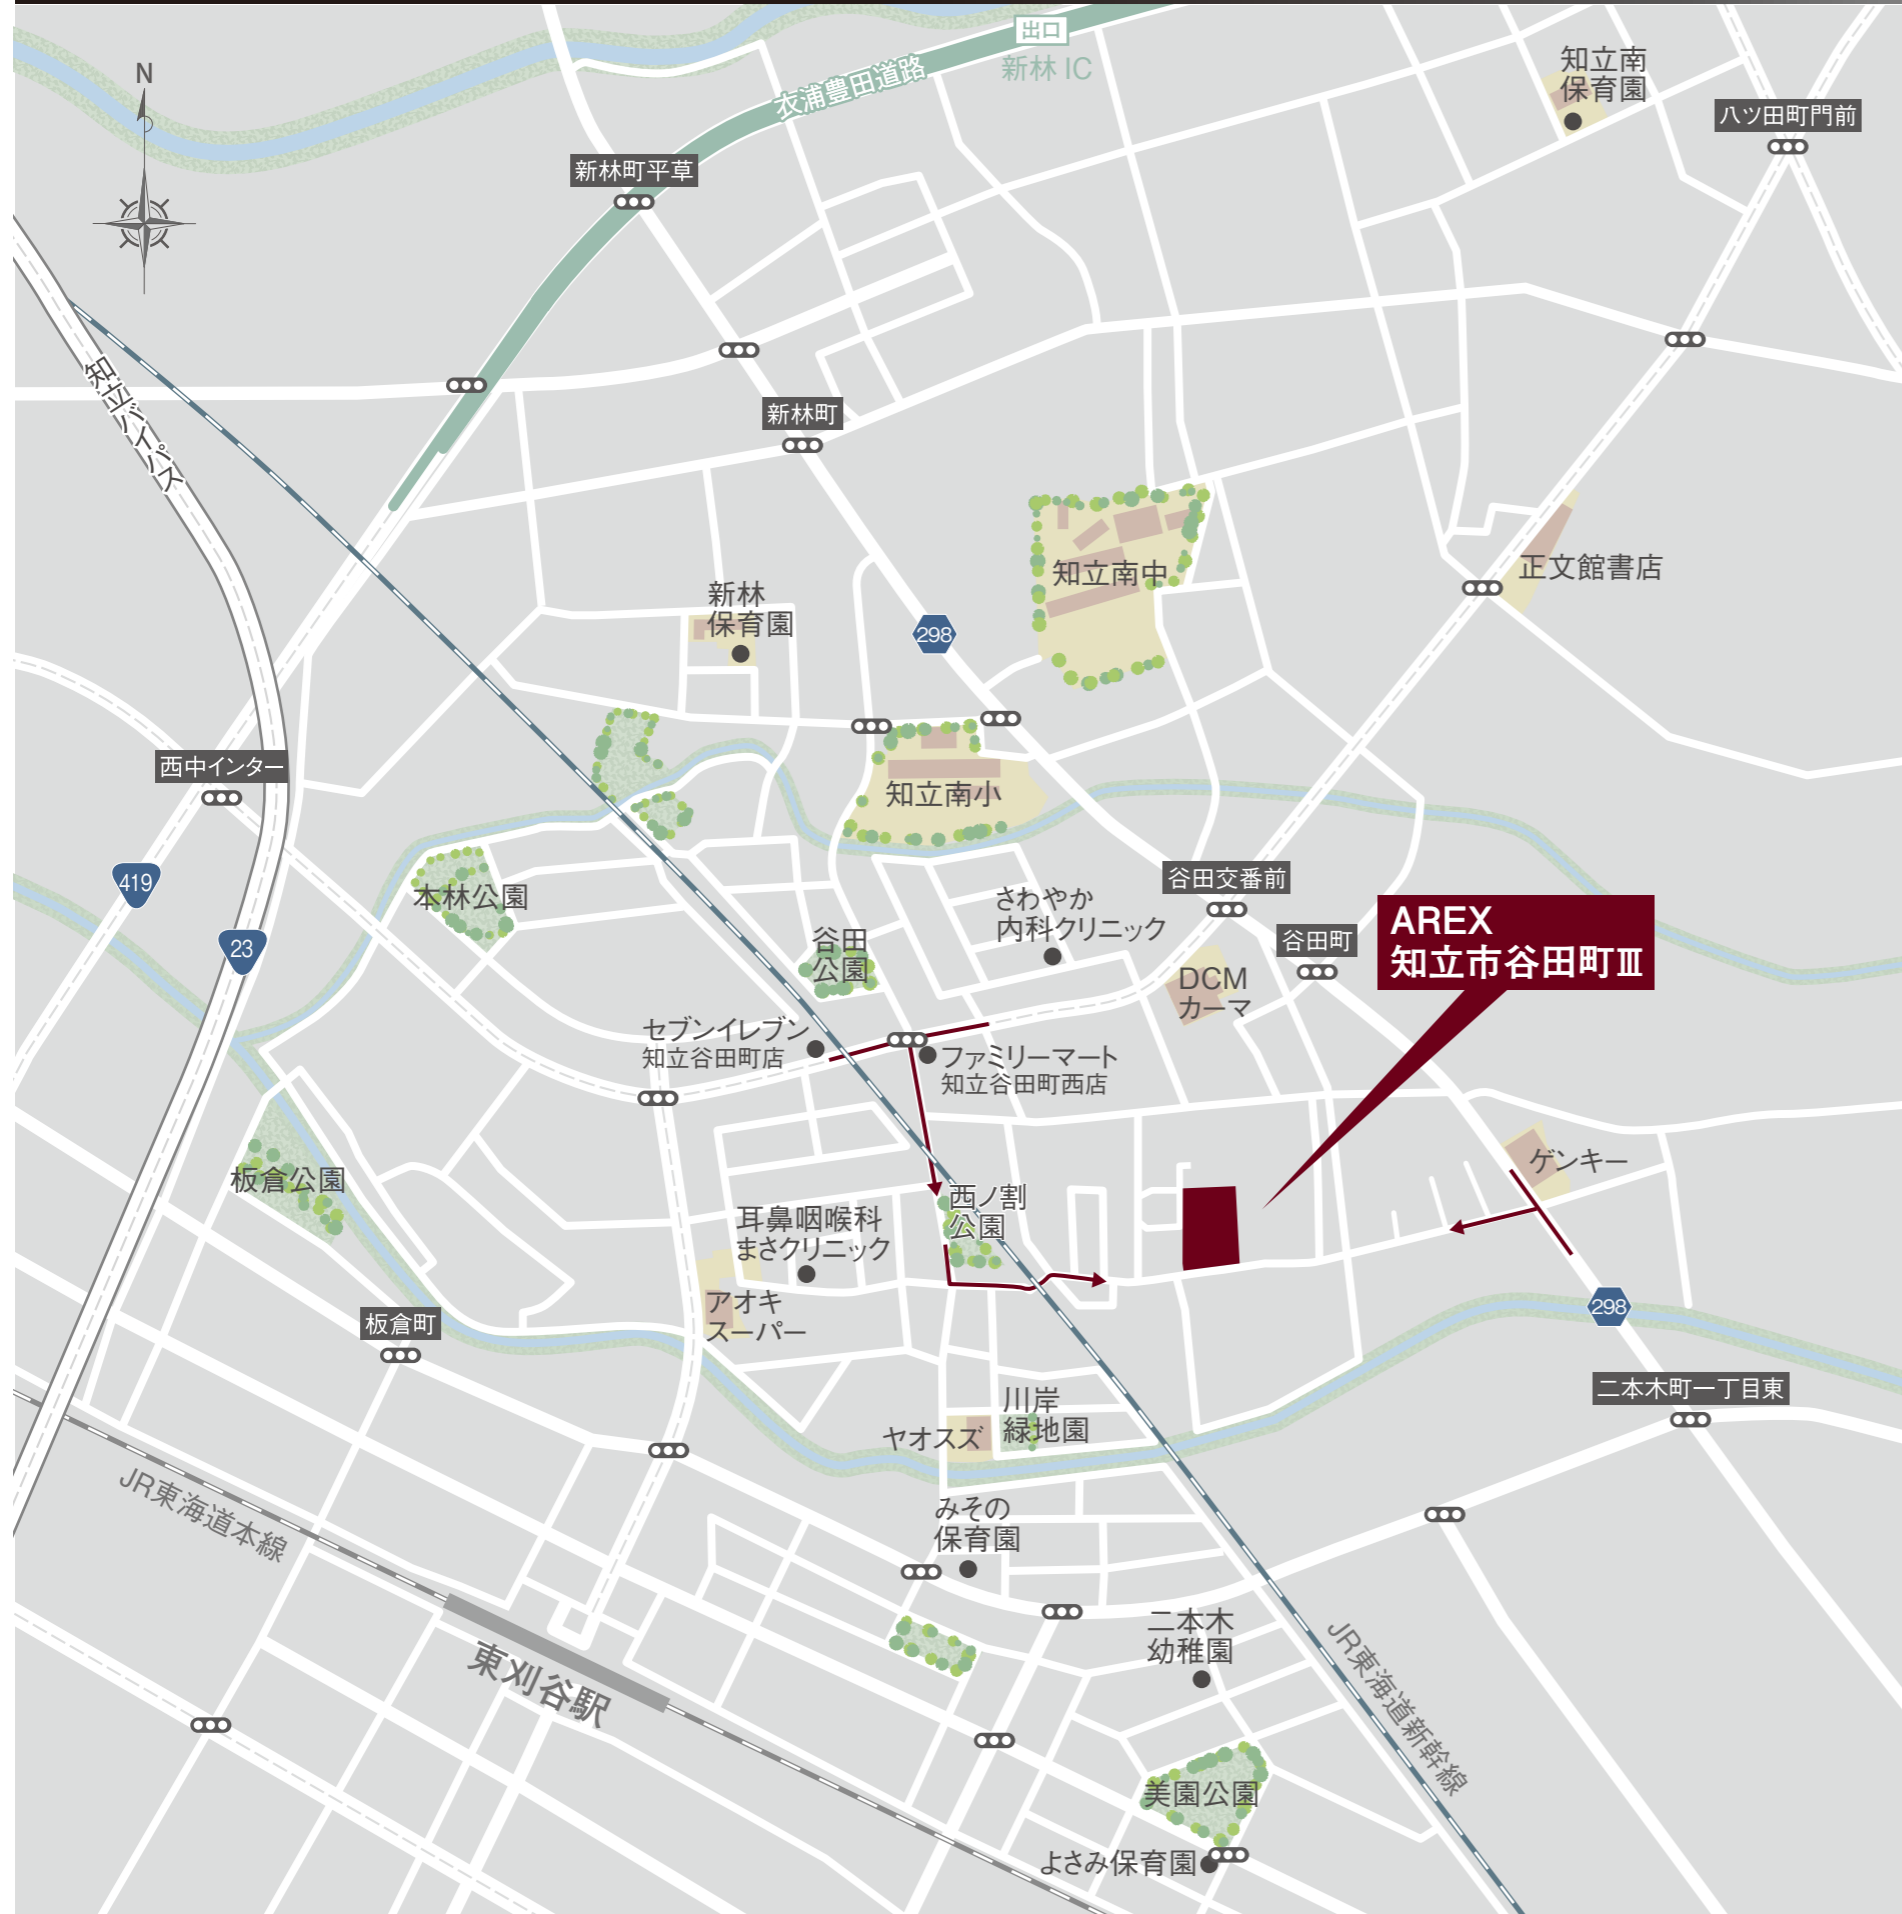 出口
新林 IC
衣浦豊田道路
知立南
保育園
八ツ田町門前
N
新林町平草
知立バイパス
新林町
正文館書店
知立南中
新林
保育園
298
西中インター
知立南小
419
本林公園
23
谷田交番前
さわやか
内科クリニック
谷田
公園
谷田町
AREX
知立市谷田町Ⅲ
DCM
カーマ
セブンイレブン
知立谷田町店
ファミリーマート
知立谷田町西店
板倉公園
ゲンキー
西ノ割
公園
耳鼻咽喉科
まさクリニック
アオキ
スーパー
板倉町
298
二本木町一丁目東
川岸
緑地園
ヤオスズ
JR東海道本線
みその
保育園
二本木
幼稚園
東刈谷駅
JR東海道新幹線
美園公園
よさみ保育園